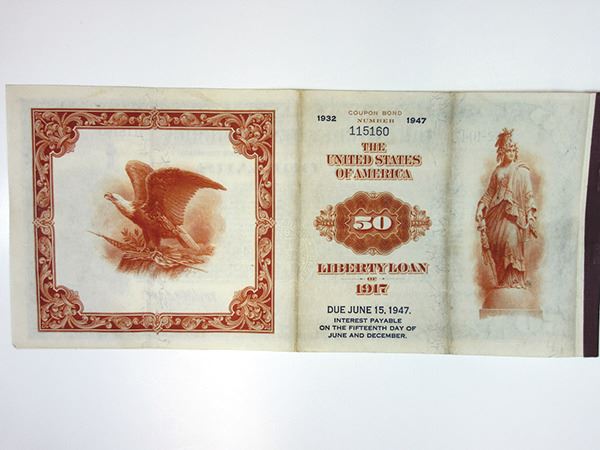 COUPON BOND
1932 NUMBER 1947
115160
THE
UNITED STATES
OF AMERICA
50
LIBERTY LOAN
OF
1917
DUE JUNE 15, 1947.
INTEREST PAYABLE
ON THE FIFTEENTH DAY OF
JUNE AND DECEMBER.